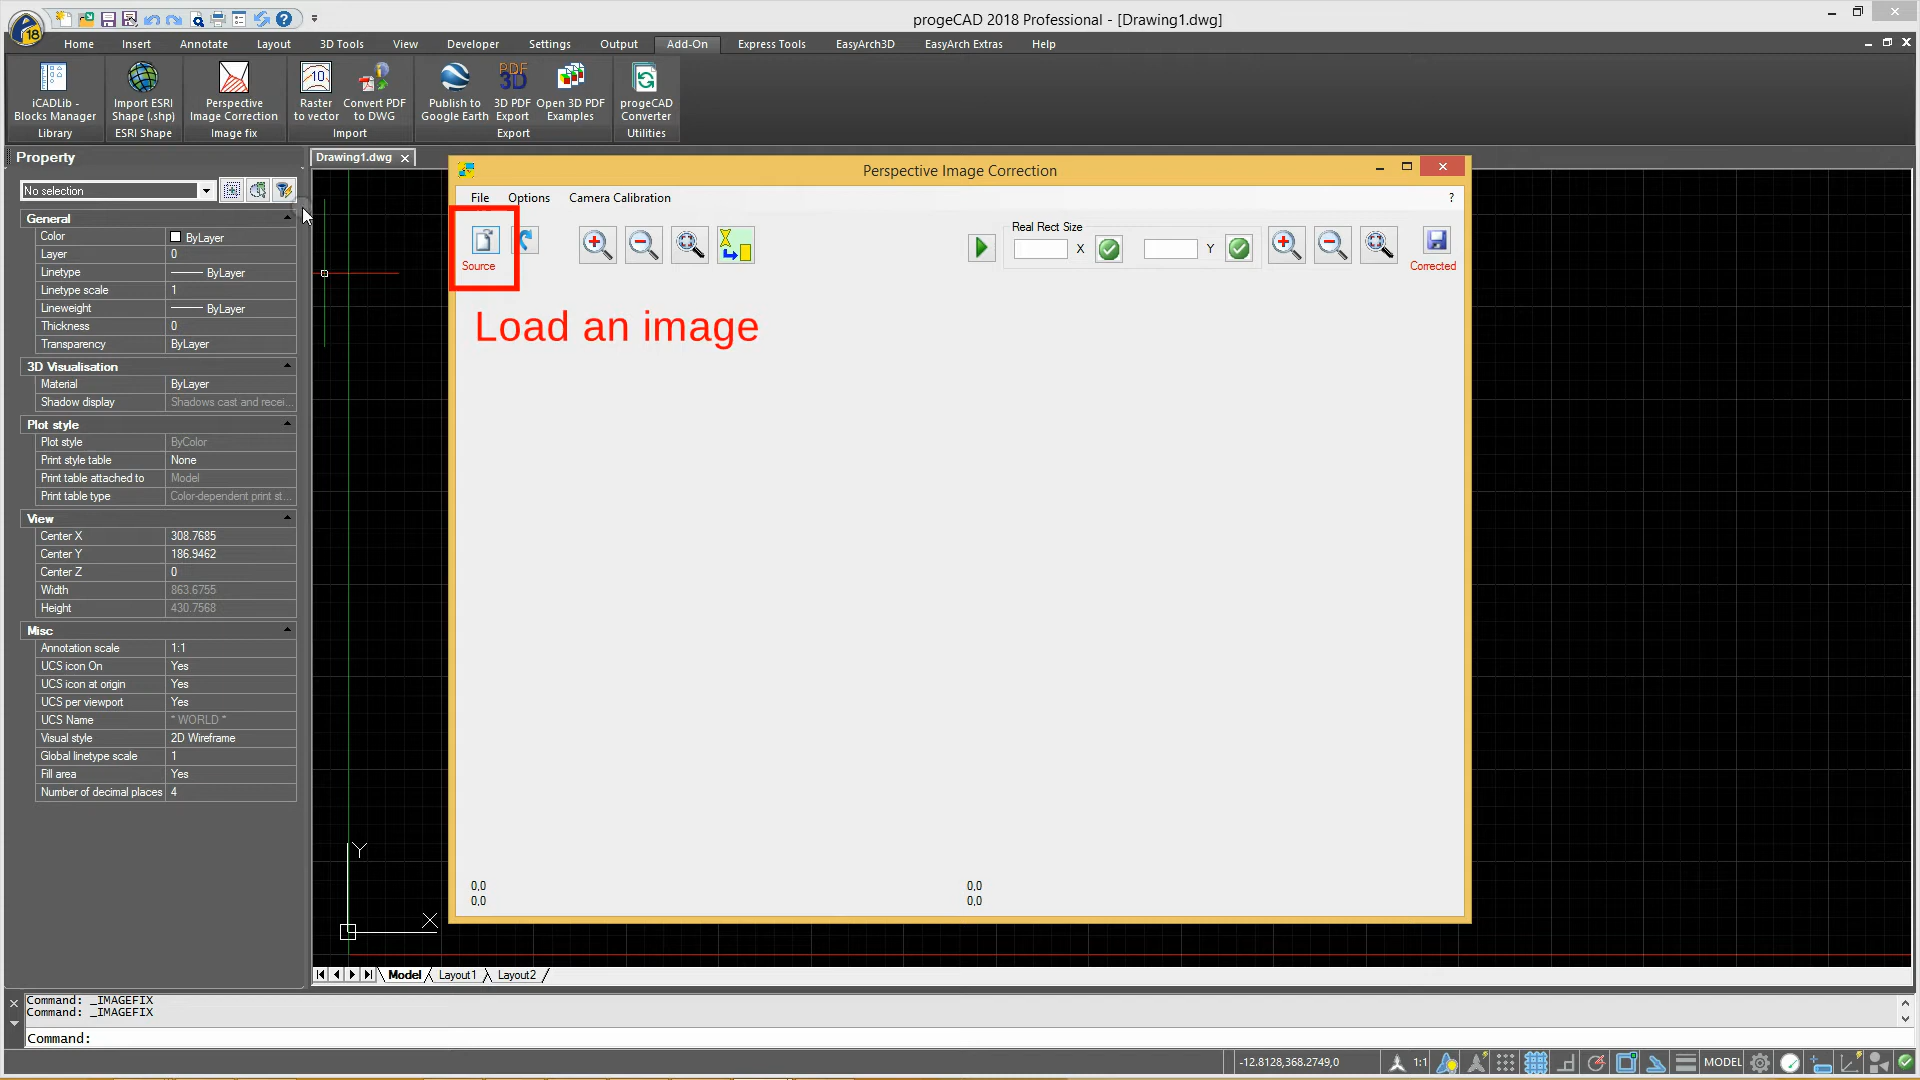 progeCAD 2018 Professional - [Drawing1.dwg]
18
Home Insert Annotate Layout 3D Tools View Developer Settings Output Add-On Express Tools EasyArch3D EasyArch Extras Help
iCADLib -
Blocks Manager
Library
Import ESRI
Shape (.shp)
ESRI Shape
Perspective
Image Correction
Image fix
10
Raster
to vector
Convert PDF
to DWG
Import
Publish to
Google Earth
PDF
3D
3D PDF
Export
Open 3D PDF
Examples
Export
progeCAD
Converter
Utilities
Property
No selection
General
Color ByLayer
Layer 0
Linetype ByLayer
Linetype scale 1
Lineweight ByLayer
Thickness 0
Transparency ByLayer
3D Visualisation
Material ByLayer
Shadow display Shadows cast and recei...
Plot style
Plot style ByColor
Print style table None
Print table attached to Model
Print table type Color-dependent print st...
View
Center X 308.7685
Center Y 186.9462
Center Z 0
Width 863.6755
Height 430.7568
Misc
Annotation scale 1:1
UCS icon On Yes
UCS icon at origin Yes
UCS per viewport Yes
UCS Name * WORLD *
Visual style 2D Wireframe
Global linetype scale 1
Fill area Yes
Number of decimal places 4
Drawing1.dwg
Perspective Image Correction
File Options Camera Calibration ?
Source
Real Rect Size
X Y
Corrected
Load an image
0,0 0,0
0,0 0,0
Y
X
Model Layout1 Layout2
Command: _IMAGEFIX
Command: _IMAGEFIX
Command:
-12.8128,368.2749,0 1:1 MODEL